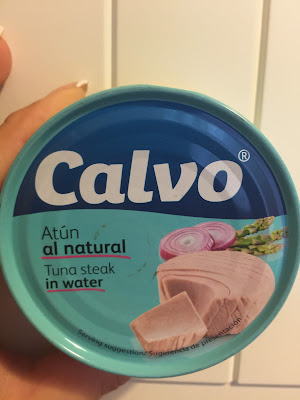 Calvo®
Atún
al natural
Tuna steak
in water
Serving suggestion/Sugerencia de presentación